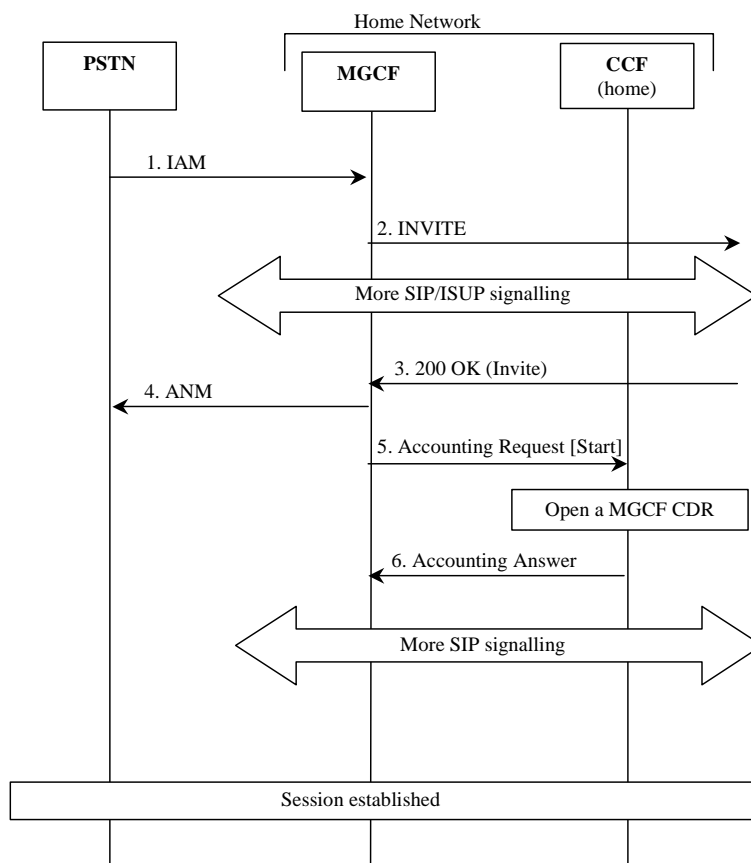 Home Network
PSTN
MGCF
CCF
(home)
1. IAM
2. INVITE
More SIP/ISUP signalling
3. 200 OK (Invite)
4. ANM
5. Accounting Request [Start]
Open a MGCF CDR
6. Accounting Answer
More SIP signalling
Session established